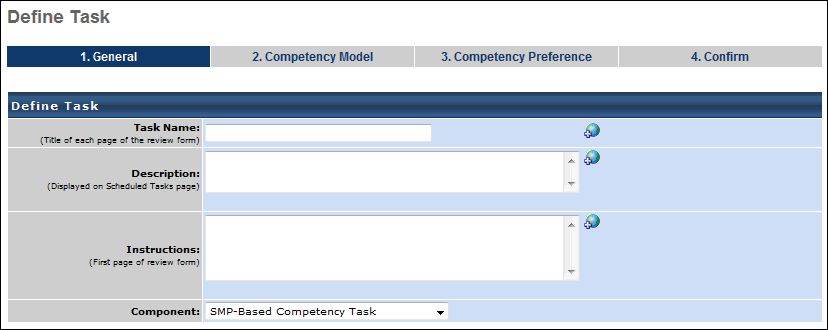 Define Task
1. General
2. Competency Model
3. Competency Preference
4. Confirm
Define Task
Task Name:
(Title of each page of the review form)
Description:
(Displayed on Scheduled Tasks page)
Instructions:
(First page of review form)
Component:
SMP-Based Competency Task